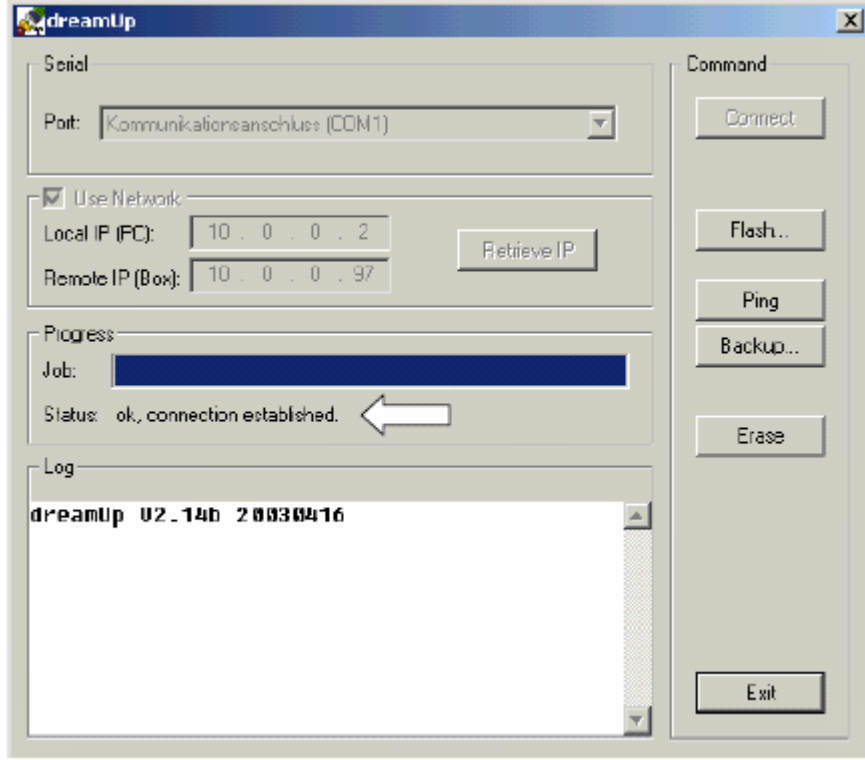 dreamUp
Serial
Port: Kommunikationsanschluss (COM1)
Use Network
Local IP (PC): 10 . 0 . 0 . 2
Retrieve IP
Remote IP (Box): 10 . 0 . 0 . 97
Progress
Job:
Status: ok, connection established.
Log
dreamUp V2.14b 20030416
Command
Connect
Flash...
Ping
Backup...
Erase
Exit